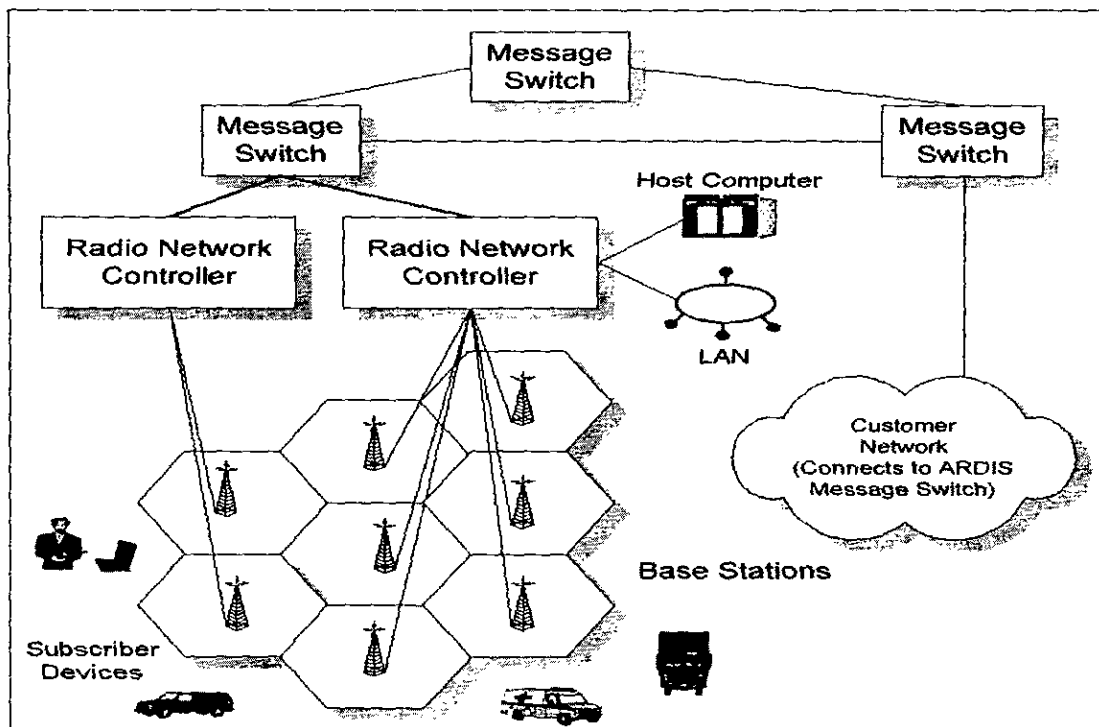 Message
Switch
Message
Switch
Message
Switch
Host Computer
Radio Network
Controller
Radio Network
Controller
LAN
Customer
Network
(Connects to ARDIS
Message Switch)
Base Stations
Subscriber
Devices